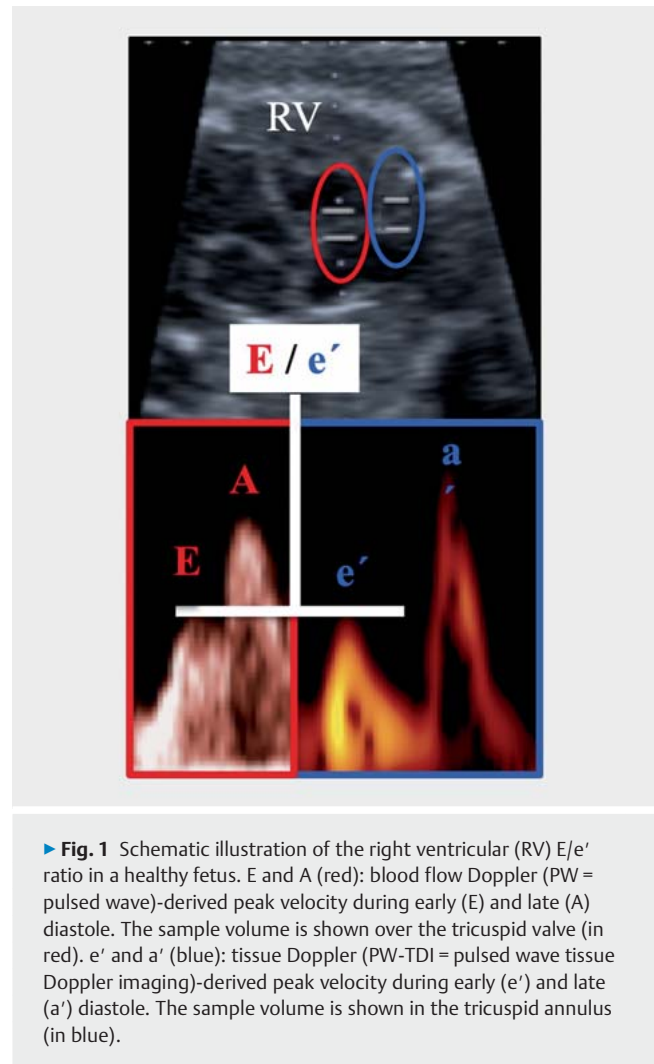 RV
E / e´
A
a´
E
e´
▶ Fig. 1 Schematic illustration of the right ventricular (RV) E/e′
ratio in a healthy fetus. E and A (red): blood flow Doppler (PW =
pulsed wave)-derived peak velocity during early (E) and late (A)
diastole. The sample volume is shown over the tricuspid valve (in
red). e′ and a′ (blue): tissue Doppler (PW-TDI = pulsed wave tissue
Doppler imaging)-derived peak velocity during early (e′) and late
(a′) diastole. The sample volume is shown in the tricuspid annulus
(in blue).